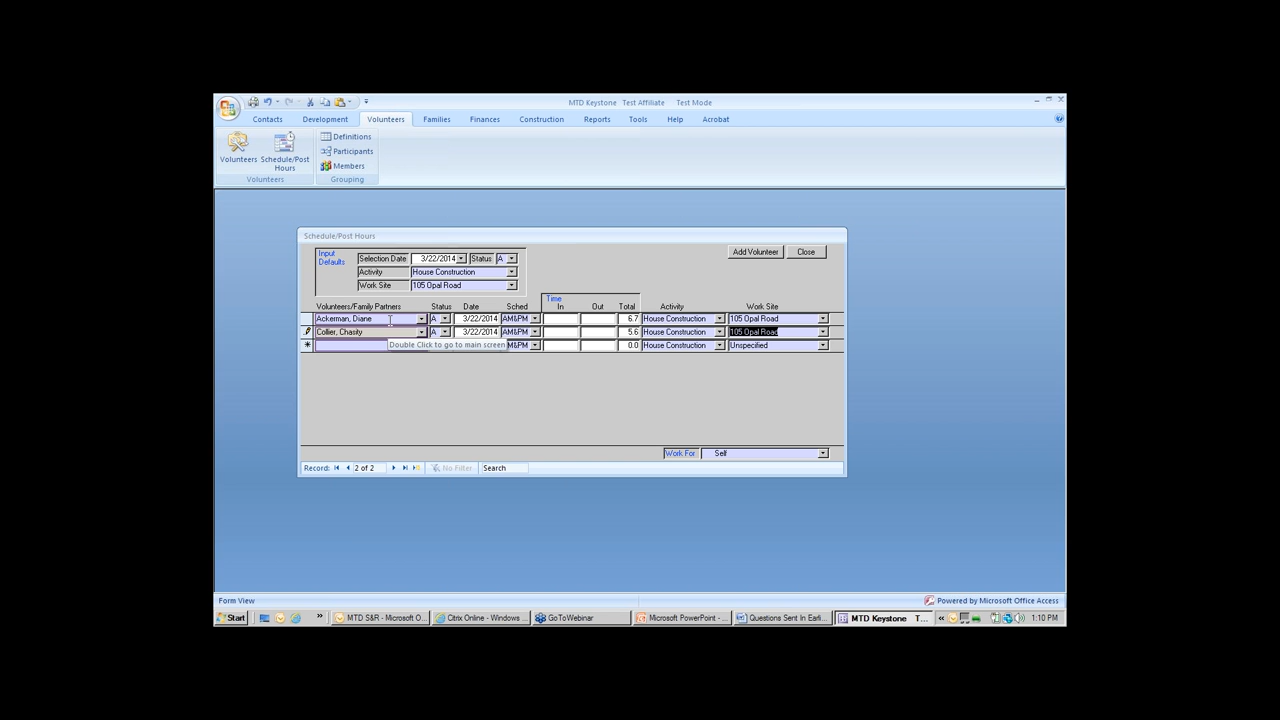 MTD Keystone Test Affiliate Test Mode
Contacts Development Volunteers Families Finances Construction Reports Tools Help Acrobat
Volunteers
Schedule/Post Hours
Definitions
Participants
Members
Volunteers Grouping
Schedule/Post Hours
Input Defaults
Selection Date 3/22/2014 Status A
Add Volunteer Close
Activity House Construction
Work Site 105 Opal Road
Time
Volunteers/Family Partners Status Date Sched In Out Total Activity Work Site
Ackerman, Diane A 3/22/2014 AM&PM 6.7 House Construction 105 Opal Road
Collier, Chasity A 3/22/2014 AM&PM 5.6 House Construction 105 Opal Road
Double Click to go to main screen M&PM 0.0 House Construction Unspecified
Work For Self
Record: 2 of 2 No Filter Search
Form View Powered by Microsoft Office Access
Start MTD S&R - Microsoft O... Citrix Online - Windows ... GoToWebinar Microsoft PowerPoint - ... Questions Sent In Earli... MTD Keystone T... 1:10 PM